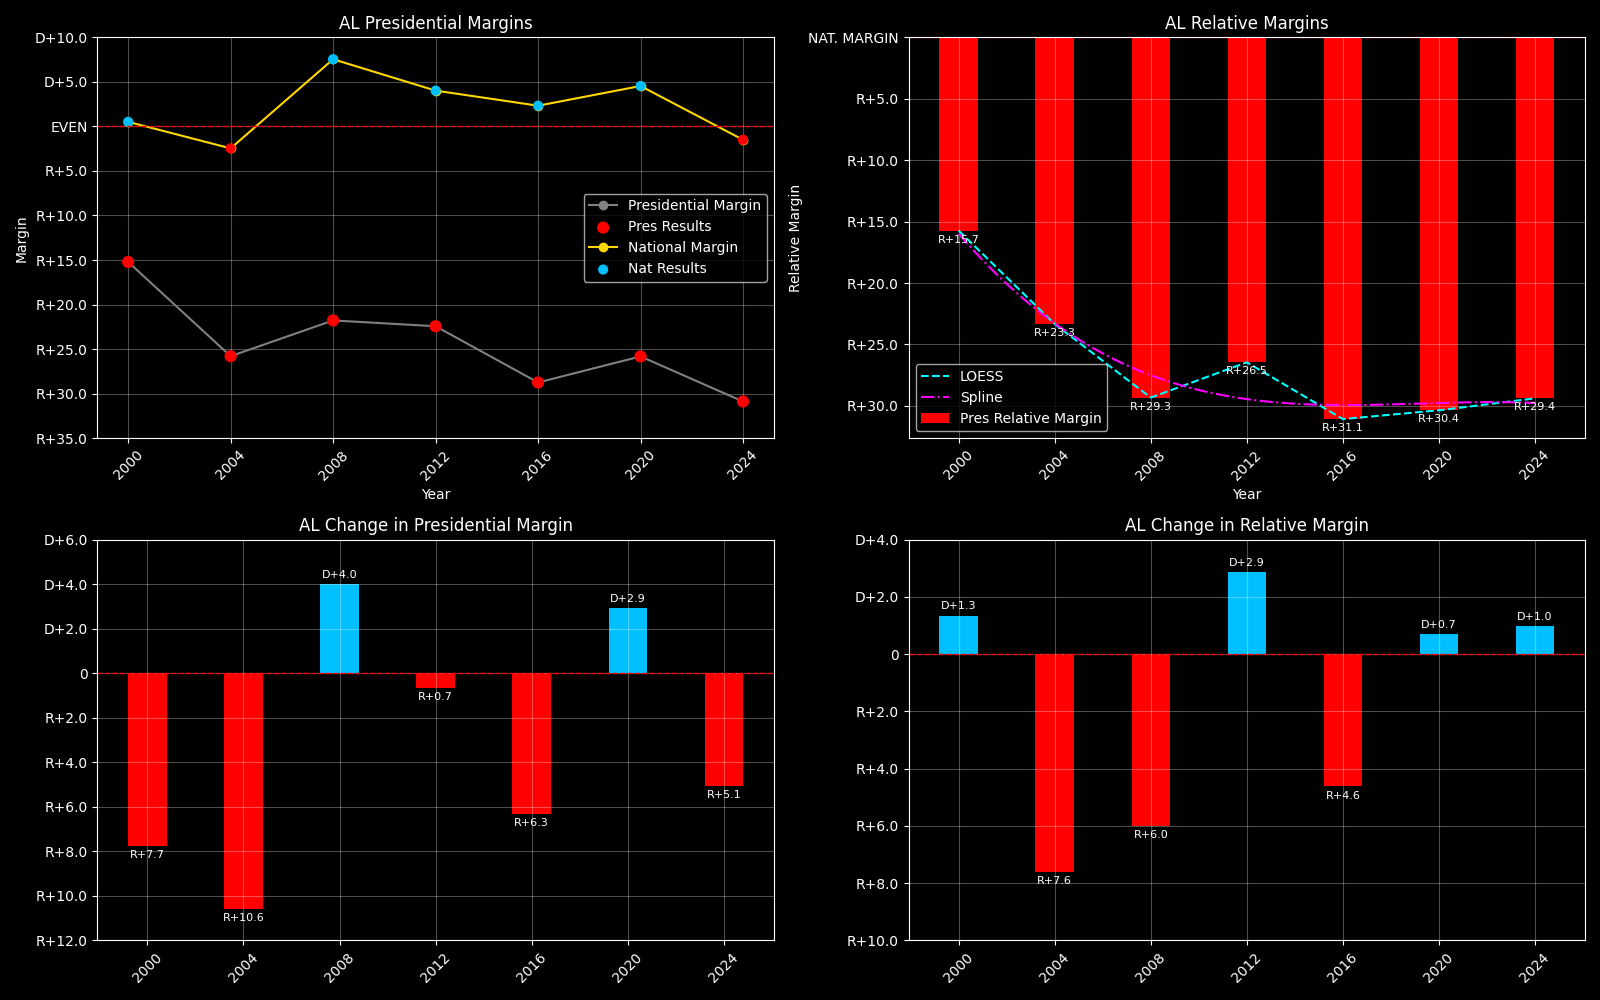 AL Presidential Margins
D+10.0
D+5.0
EVEN
R+5.0
R+10.0
R+15.0
R+20.0
R+25.0
R+30.0
R+35.0
Margin
Presidential Margin
Pres Results
National Margin
Nat Results
2000
2004
2008
2012
2016
2020
2024
Year
AL Relative Margins
NAT. MARGIN
R+5.0
R+10.0
R+15.0
R+20.0
R+25.0
R+30.0
Relative Margin
R+15.7
R+23.3
R+29.3
R+26.5
R+31.1
R+30.4
R+29.4
LOESS
Spline
Pres Relative Margin
2000
2004
2008
2012
2016
2020
2024
Year
AL Change in Presidential Margin
D+6.0
D+4.0
D+2.0
0
R+2.0
R+4.0
R+6.0
R+8.0
R+10.0
R+12.0
R+7.7
R+10.6
D+4.0
R+0.7
R+6.3
D+2.9
R+5.1
2000
2004
2008
2012
2016
2020
2024
AL Change in Relative Margin
D+4.0
D+2.0
0
R+2.0
R+4.0
R+6.0
R+8.0
R+10.0
D+1.3
R+7.6
R+6.0
D+2.9
R+4.6
D+0.7
D+1.0
2000
2004
2008
2012
2016
2020
2024